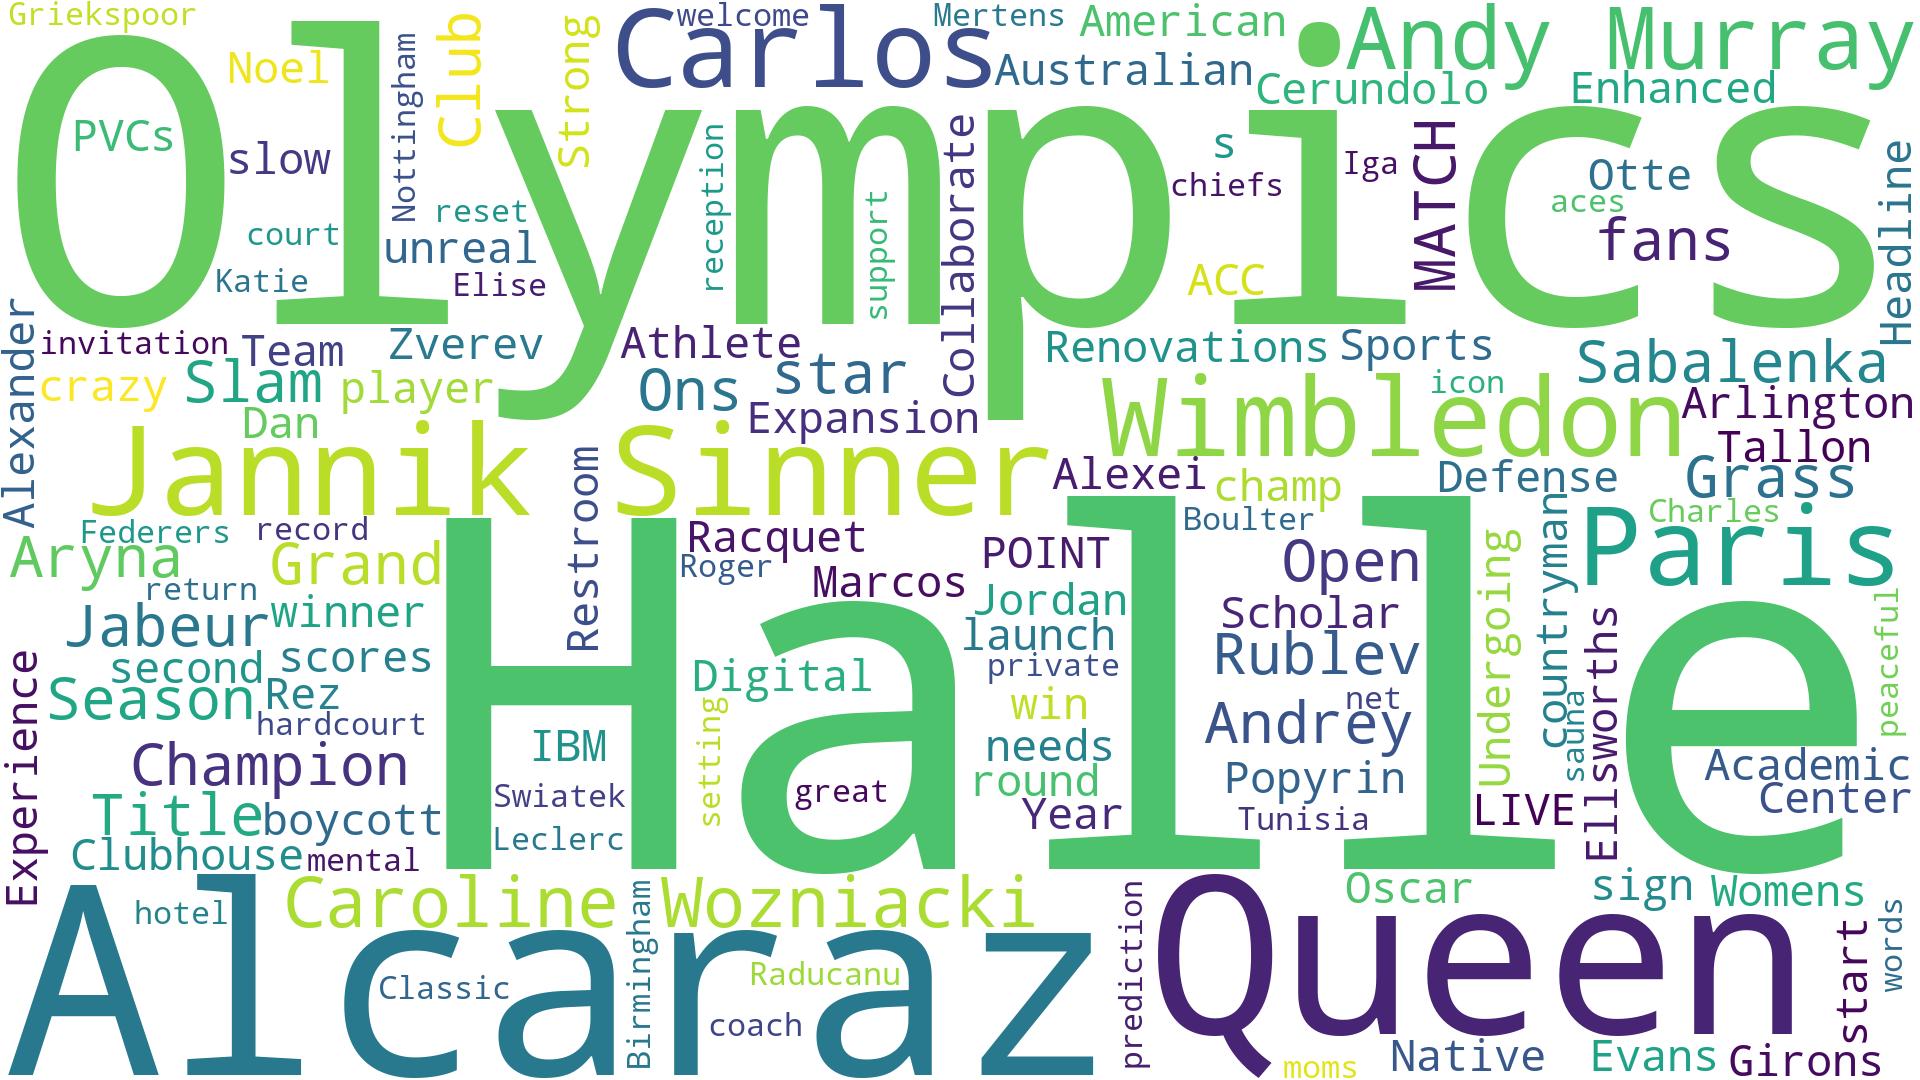 Griekspoor
Olympics
Noel
Nottingham
Club
Strong
Carlos
welcome
Mertens
American
Australian
•Andy Murray
Cerundolo
Enhanced
PVCs
slow
court
Katie
reset
unreal
Elise
reception
support
Collaborate
s
chiefs
ACC
Iga
MATCH
Otte
aces
fans
Headline
Alexander
invitation
Team
Zverev
crazy
Slam
player
Dan
Athlete
Ons
star
Expansion
Renovations
Sports
icon
Sabalenka
Wimbledon
Arlington
Tallon
Jannik Sinner
Alexei
champ
Defense
Grass
Federers
record
Aryna
Grand
return
Restroom
Halle
Racquet
Roger
Marcos
POINT
Boulter
Open
Undergoing
countryman
Charles
Paris
Jabeur
winner
second
scores
Season
Rez
hardcourt
Experience
Digital
Jordan
launch
private
Scholar
Rublev
net
Andrey
sauna
Ellsworths
peaceful
Champion
IBM
setting
win
needs
round
Popyrin
Academic
Center
Title
boycott
Swiatek
great
Year
Tunisia
LIVE
Clubhouse
mental
Leclerc
Alcaraz
hotel
Caroline Wozniacki
Birmingham
Queen
Oscar
sign
Womens
Classic
Raducanu
coach
prediction
start
words
moms
Native
Evans
Girons